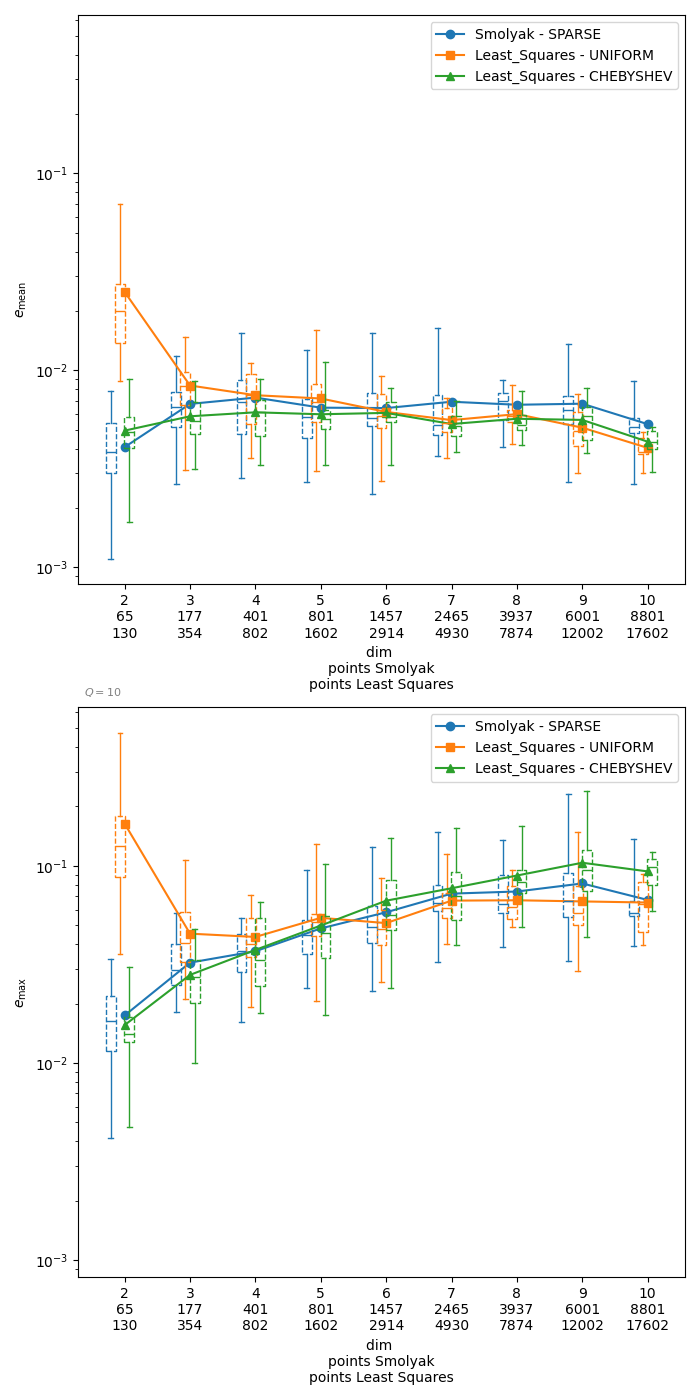 Smolyak - SPARSE
Least_Squares - UNIFORM
Least_Squares - CHEBYSHEV
10⁻¹
10⁻²
10⁻³
e_mean
2 3 4 5 6 7 8 9 10
65 177 401 801 1457 2465 3937 6001 8801
130 354 802 1602 2914 4930 7874 12002 17602
dim
points Smolyak
points Least Squares
Q = 10
Smolyak - SPARSE
Least_Squares - UNIFORM
Least_Squares - CHEBYSHEV
10⁻¹
10⁻²
10⁻³
e_max
2 3 4 5 6 7 8 9 10
65 177 401 801 1457 2465 3937 6001 8801
130 354 802 1602 2914 4930 7874 12002 17602
dim
points Smolyak
points Least Squares